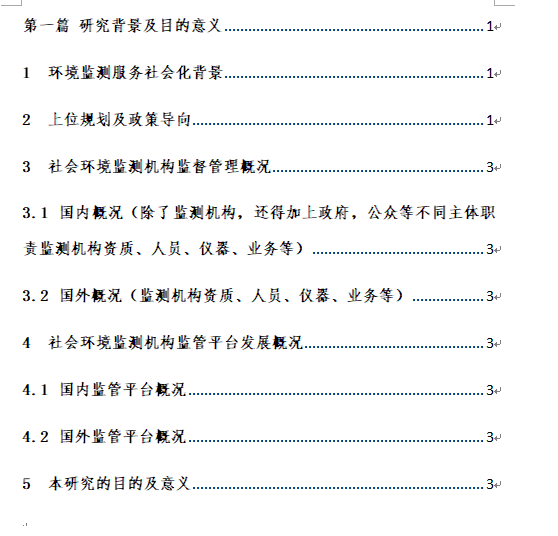 第一篇 研究背景及目的意义 1
1 环境监测服务社会化背景 1
2 上位规划及政策导向 1
3 社会环境监测机构监督管理概况 3
3.1 国内概况（除了监测机构，还得加上政府，公众等不同主体职
责监测机构资质、人员、仪器、业务等） 3
3.2 国外概况（监测机构资质、人员、仪器、业务等） 3
4 社会环境监测机构监管平台发展概况 3
4.1 国内监管平台概况 3
4.2 国外监管平台概况 3
5 本研究的目的及意义 3